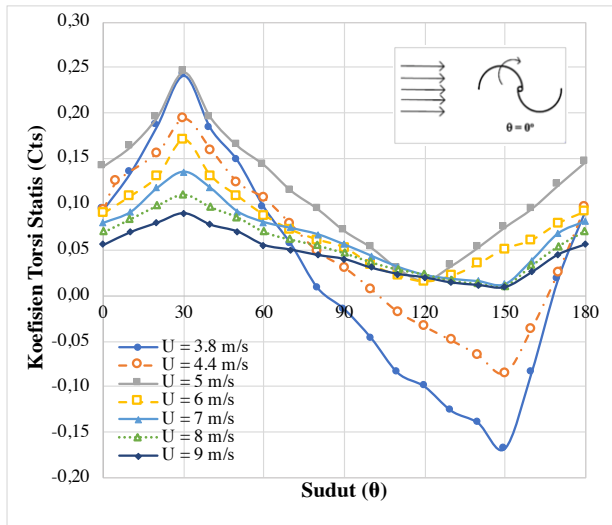 0,30
0,25
0,20
0,15
0,10
0,05
0,00
-0,05
-0,10
-0,15
-0,20
Koefisien Torsi Statis (Cts)
θ = 0°
0 30 60 90 120 150 180
U = 3.8 m/s
U = 4.4 m/s
U = 5 m/s
U = 6 m/s
U = 7 m/s
U = 8 m/s
U = 9 m/s
Sudut (θ)